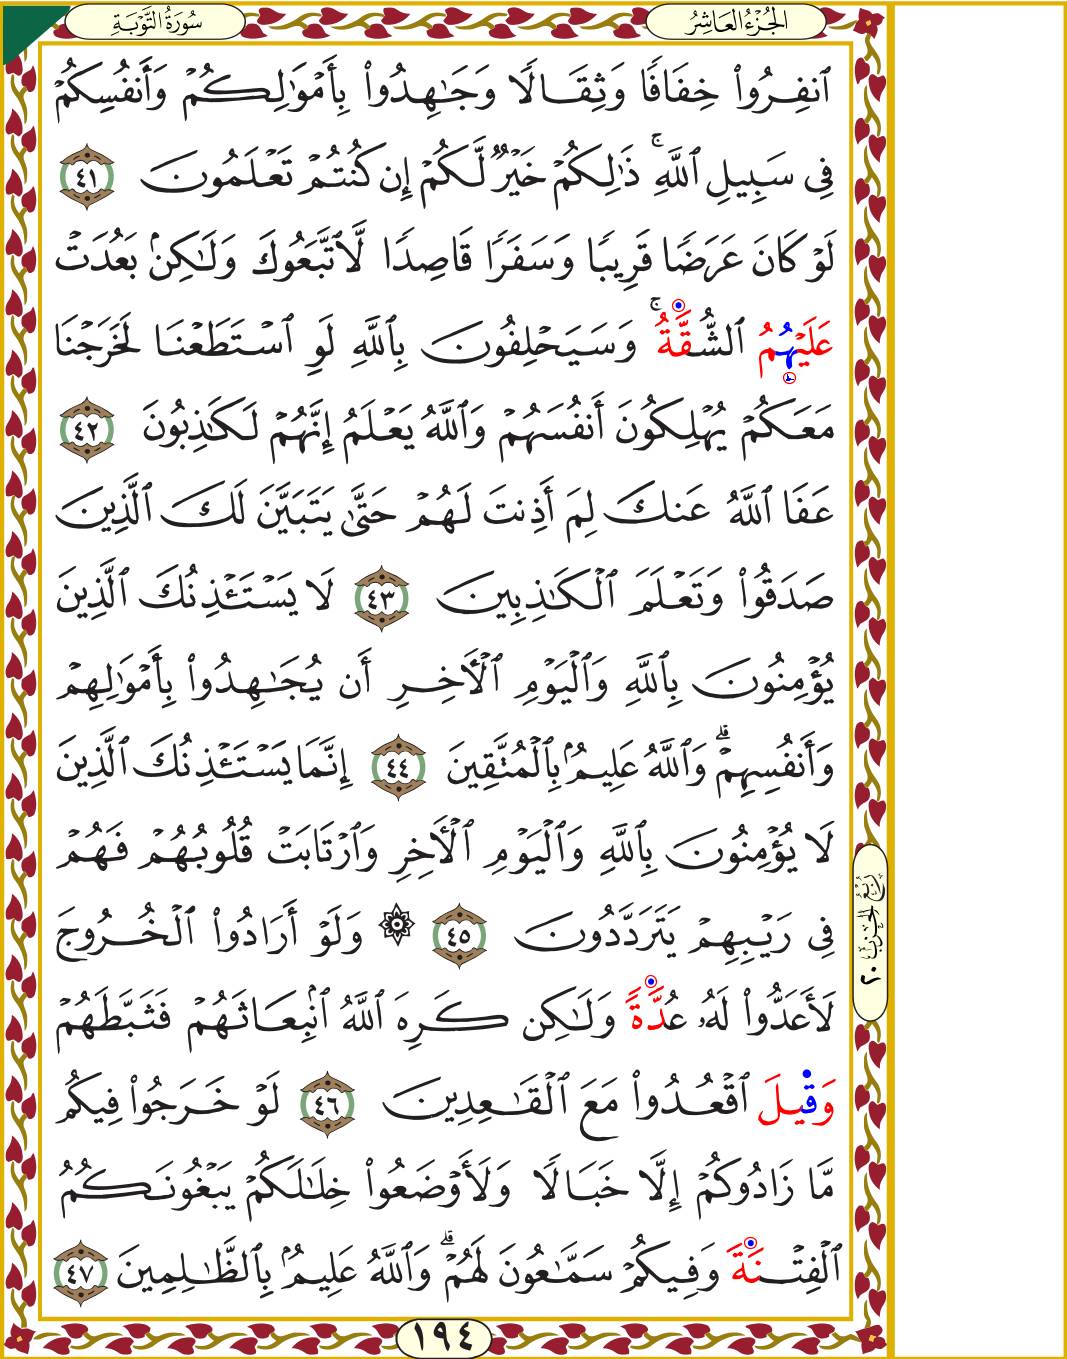 الجُزْءُ العَاشِرُ
سُورَةُ التَّوْبَةِ
ٱنفِرُوا۟ خِفَافًا وَثِقَالًا وَجَـٰهِدُوا۟ بِأَمْوَٰلِكُمْ وَأَنفُسِكُمْ
فِى سَبِيلِ ٱللَّهِ ۚ ذَٰلِكُمْ خَيْرٌ لَّكُمْ إِن كُنتُمْ تَعْلَمُونَ ٤١
لَوْ كَانَ عَرَضًا قَرِيبًا وَسَفَرًا قَاصِدًا لَّٱتَّبَعُوكَ وَلَـٰكِنۢ بَعُدَتْ
عَلَيْهُمُ ٱلشُّقَّةُ ۚ وَسَيَحْلِفُونَ بِٱللَّهِ لَوِ ٱسْتَطَعْنَا لَخَرَجْنَا
مَعَكُمْ يُهْلِكُونَ أَنفُسَهُمْ وَٱللَّهُ يَعْلَمُ إِنَّهُمْ لَكَـٰذِبُونَ ٤٢
عَفَا ٱللَّهُ عَنكَ لِمَ أَذِنتَ لَهُمْ حَتَّىٰ يَتَبَيَّنَ لَكَ ٱلَّذِينَ
صَدَقُوا۟ وَتَعْلَمَ ٱلْكَـٰذِبِينَ ٤٣ لَا يَسْتَـْٔذِنُكَ ٱلَّذِينَ
يُؤْمِنُونَ بِٱللَّهِ وَٱلْيَوْمِ ٱلْـَٔاخِرِ أَن يُجَـٰهِدُوا۟ بِأَمْوَٰلِهِمْ
وَأَنفُسِهِمْ ۗ وَٱللَّهُ عَلِيمٌۢ بِٱلْمُتَّقِينَ ٤٤ إِنَّمَا يَسْتَـْٔذِنُكَ ٱلَّذِينَ
لَا يُؤْمِنُونَ بِٱللَّهِ وَٱلْيَوْمِ ٱلْـَٔاخِرِ وَٱرْتَابَتْ قُلُوبُهُمْ فَهُمْ
فِى رَيْبِهِمْ يَتَرَدَّدُونَ ٤٥ ۞ وَلَوْ أَرَادُوا۟ ٱلْخُرُوجَ
لَأَعَدُّوا۟ لَهُۥ عُدَّةً وَلَـٰكِن كَرِهَ ٱللَّهُ ٱنۢبِعَاثَهُمْ فَثَبَّطَهُمْ
وَقِيلَ ٱقْعُدُوا۟ مَعَ ٱلْقَـٰعِدِينَ ٤٦ لَوْ خَرَجُوا۟ فِيكُم
مَّا زَادُوكُمْ إِلَّا خَبَالًا وَلَأَوْضَعُوا۟ خِلَـٰلَكُمْ يَبْغُونَكُمُ
ٱلْفِتْنَةَ وَفِيكُمْ سَمَّـٰعُونَ لَهُمْ ۗ وَٱللَّهُ عَلِيمٌۢ بِٱلظَّـٰلِمِينَ ٤٧
رُبْعُ الحِزْبِ ٢٠
١٩٤